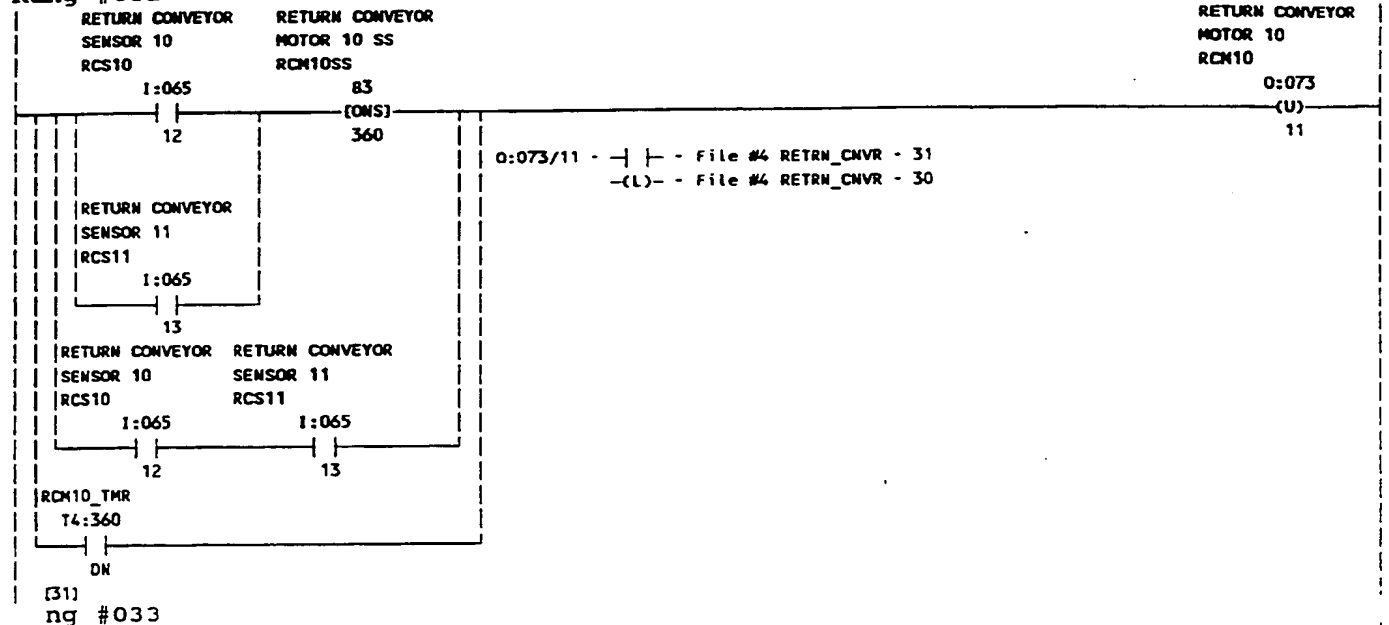 RETURN CONVEYOR RETURN CONVEYOR RETURN CONVEYOR
SENSOR 10 MOTOR 10 SS MOTOR 10
RCS10 RCM10SS RCM10
I:065 B3 O:073
[ONS] (U)
12 360 11
O:073/11 - -| |- - File #4 RETRN_CNVR - 31
-(L)- - File #4 RETRN_CNVR - 30
RETURN CONVEYOR
SENSOR 11
RCS11
I:065
13
RETURN CONVEYOR RETURN CONVEYOR
SENSOR 10 SENSOR 11
RCS10 RCS11
I:065 I:065
12 13
RCM10_TMR
T4:360
DN
[31]
ng #033